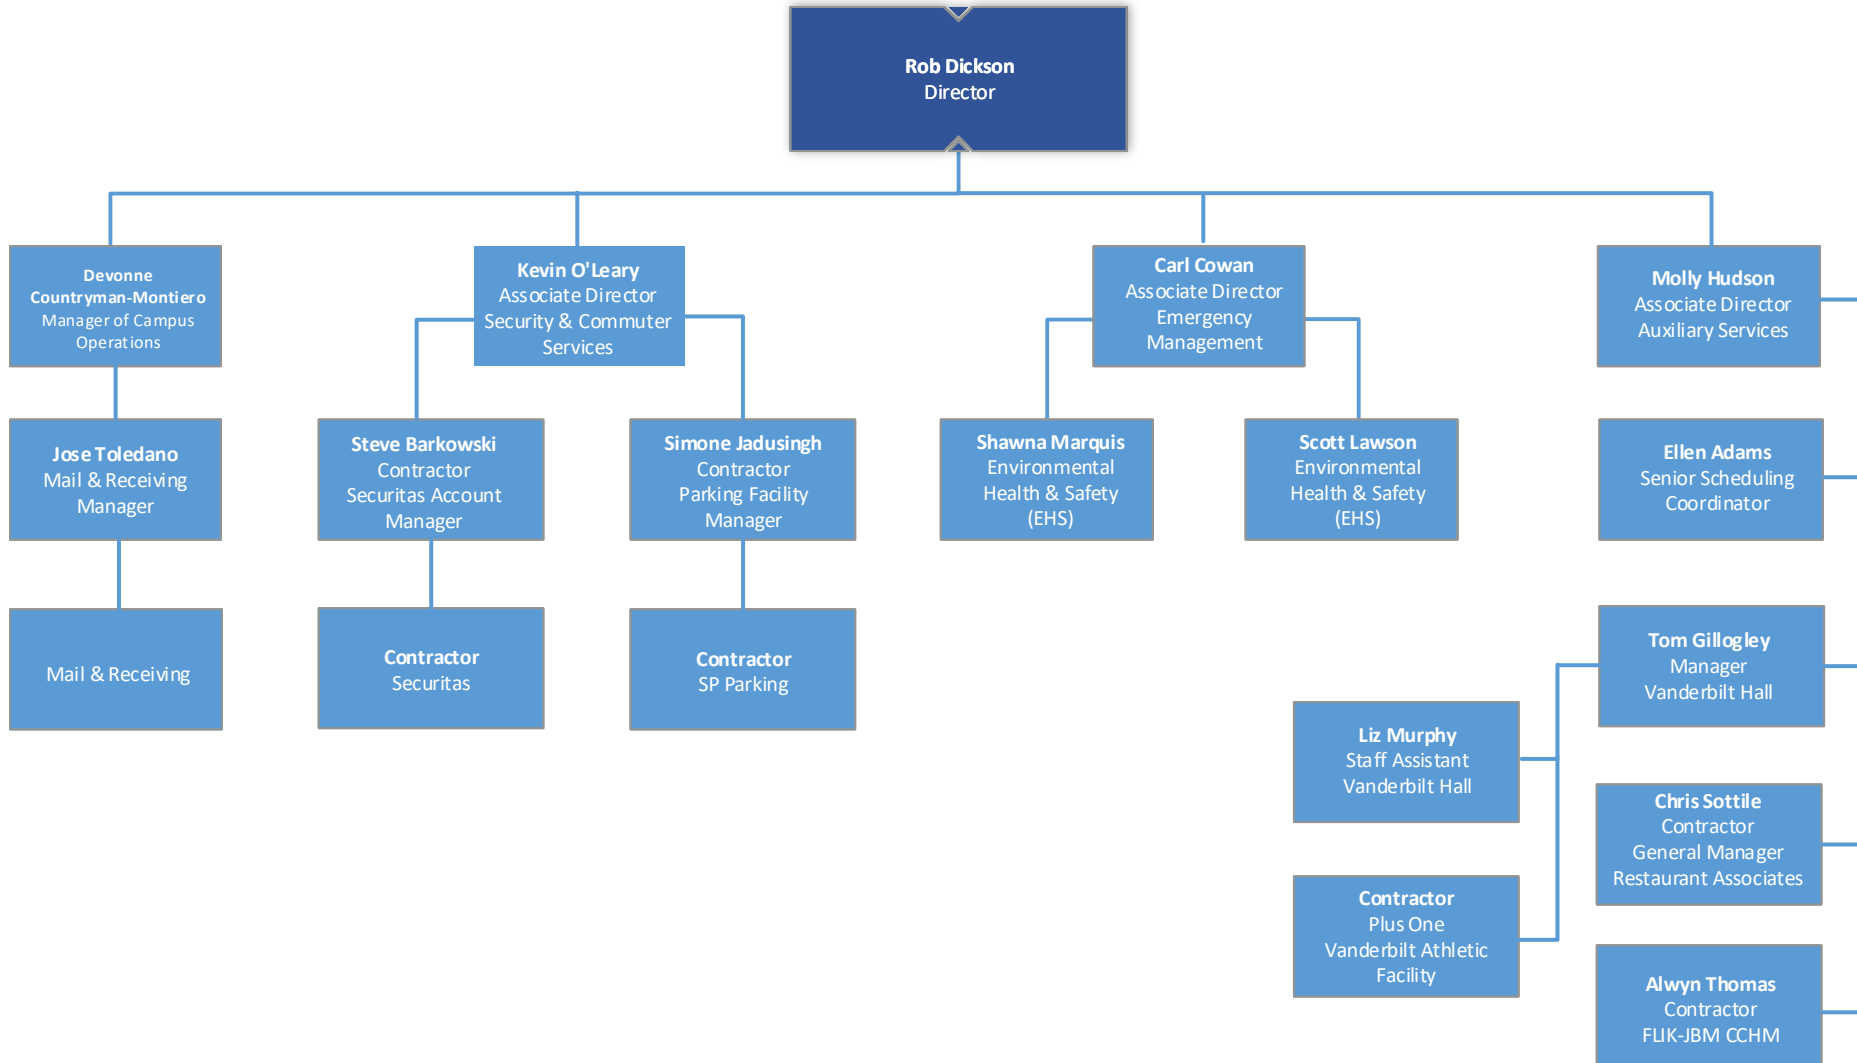 Rob Dickson
Director
Devonne
Countryman-Montiero
Manager of Campus
Operations
Kevin O'Leary
Associate Director
Security & Commuter
Services
Carl Cowan
Associate Director
Emergency
Management
Molly Hudson
Associate Director
Auxiliary Services
Jose Toledano
Mail & Receiving
Manager
Steve Barkowski
Contractor
Securitas Account
Manager
Simone Jadusingh
Contractor
Parking Facility
Manager
Shawna Marquis
Environmental
Health & Safety
(EHS)
Scott Lawson
Environmental
Health & Safety
(EHS)
Ellen Adams
Senior Scheduling
Coordinator
Mail & Receiving
Contractor
Securitas
Contractor
SP Parking
Tom Gillogley
Manager
Vanderbilt Hall
Liz Murphy
Staff Assistant
Vanderbilt Hall
Chris Sottile
Contractor
General Manager
Restaurant Associates
Contractor
Plus One
Vanderbilt Athletic
Facility
Alwyn Thomas
Contractor
FLIK-JBM CCHM